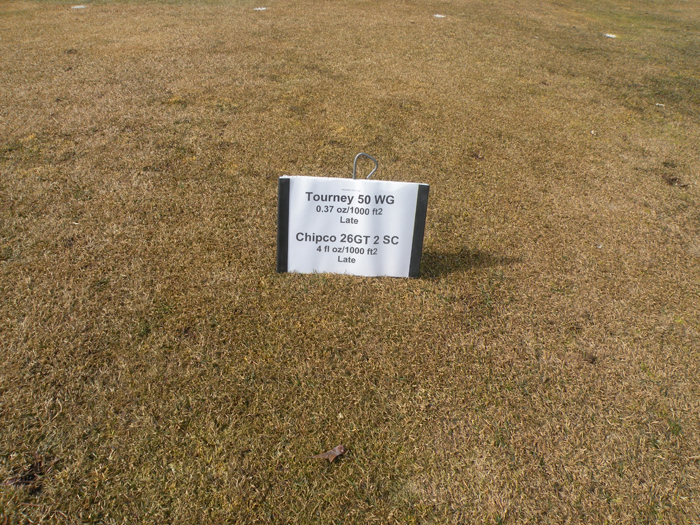 Tourney 50 WG
0.37 oz/1000 ft2
Late
Chipco 26GT 2 SC
4 fl oz/1000 ft2
Late